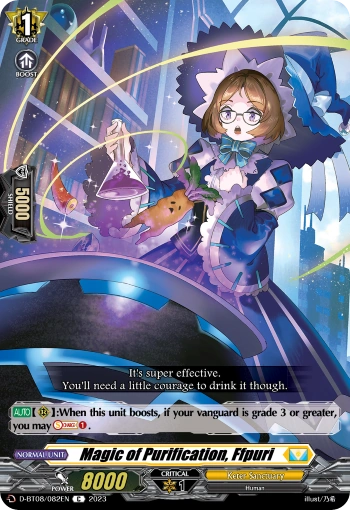 1
GRADE
BOOST
5000
SHIELD
It's super effective.
You'll need a little courage to drink it though.
AUTO [ ]:When this unit boosts, if your vanguard is grade 3 or greater,
you may S CHARGE 1.
NORMAL UNIT
Magic of Purification, Ffpuri
Keter Sanctuary
POWER 8000
CRITICAL
1
Human
D-BT08/082EN C 2023
illust/乃希